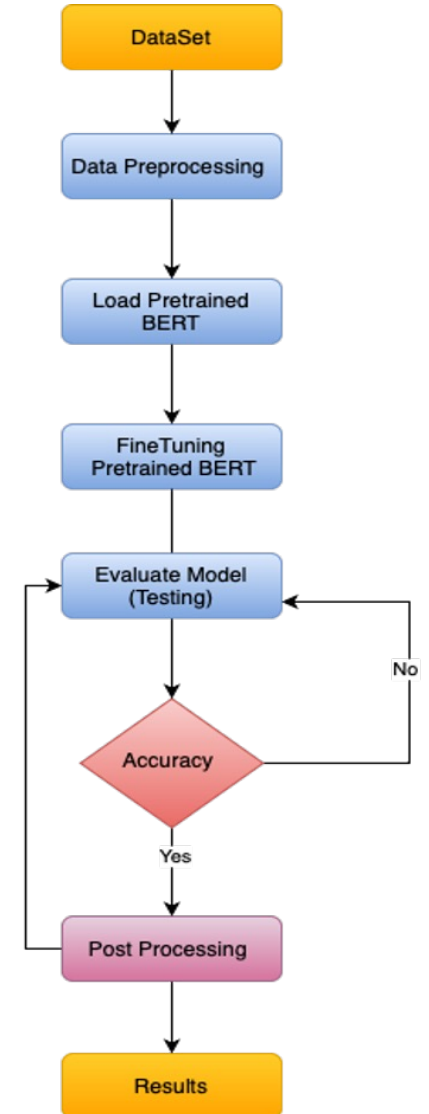 DataSet
Data Preprocessing
Load Pretrained
BERT
FineTuning
Pretrained BERT
Evaluate Model
(Testing)
No
Accuracy
Yes
Post Processing
Results